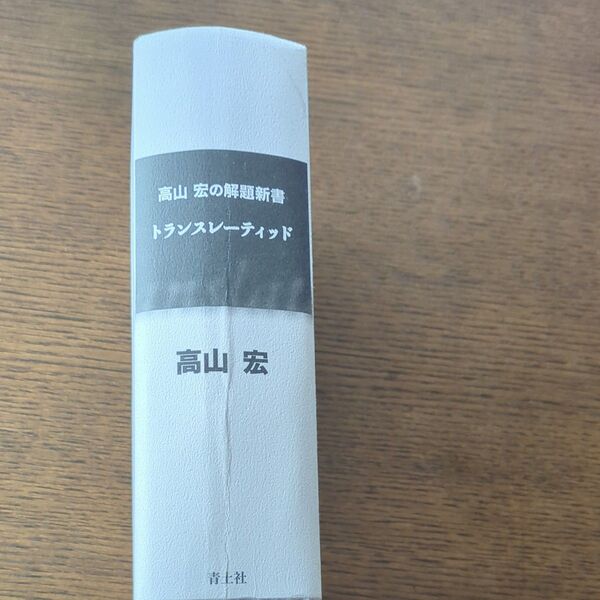 高山 宏の解題新書
トランスレーティッド
高山 宏
青土社